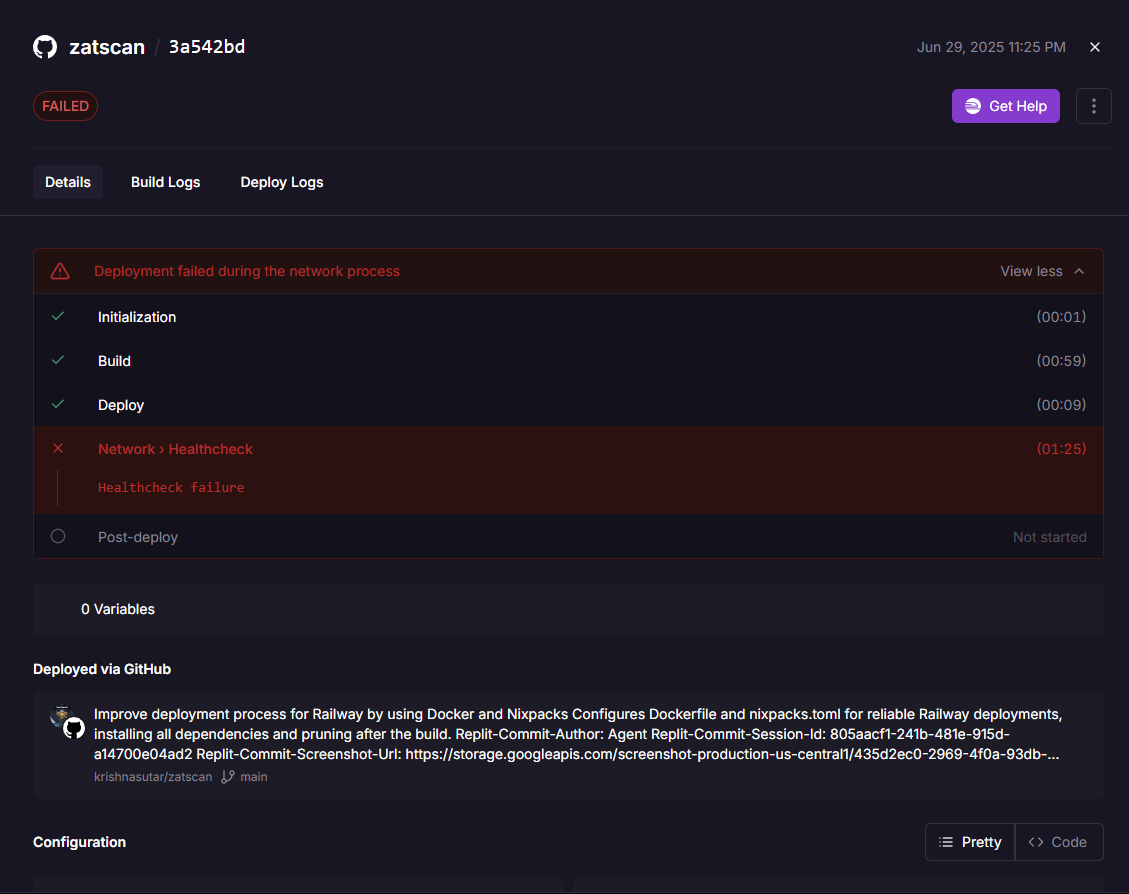 zatscan / 3a542bd
Jun 29, 2025 11:25 PM
FAILED
Get Help
Details
Build Logs
Deploy Logs
Deployment failed during the network process
View less
Initialization
(00:01)
Build
(00:59)
Deploy
(00:09)
Network › Healthcheck
(01:25)
Healthcheck failure
Post-deploy
Not started
0 Variables
Deployed via GitHub
Improve deployment process for Railway by using Docker and Nixpacks Configures Dockerfile and nixpacks.toml for reliable Railway deployments,
installing all dependencies and pruning after the build. Replit-Commit-Author: Agent Replit-Commit-Session-Id: 805aacf1-241b-481e-915d-
a14700e04ad2 Replit-Commit-Screenshot-Url: https://storage.googleapis.com/screenshot-production-us-central1/435d2ec0-2969-4f0a-93db-...
krishnasutar/zatscan
main
Configuration
Pretty
Code